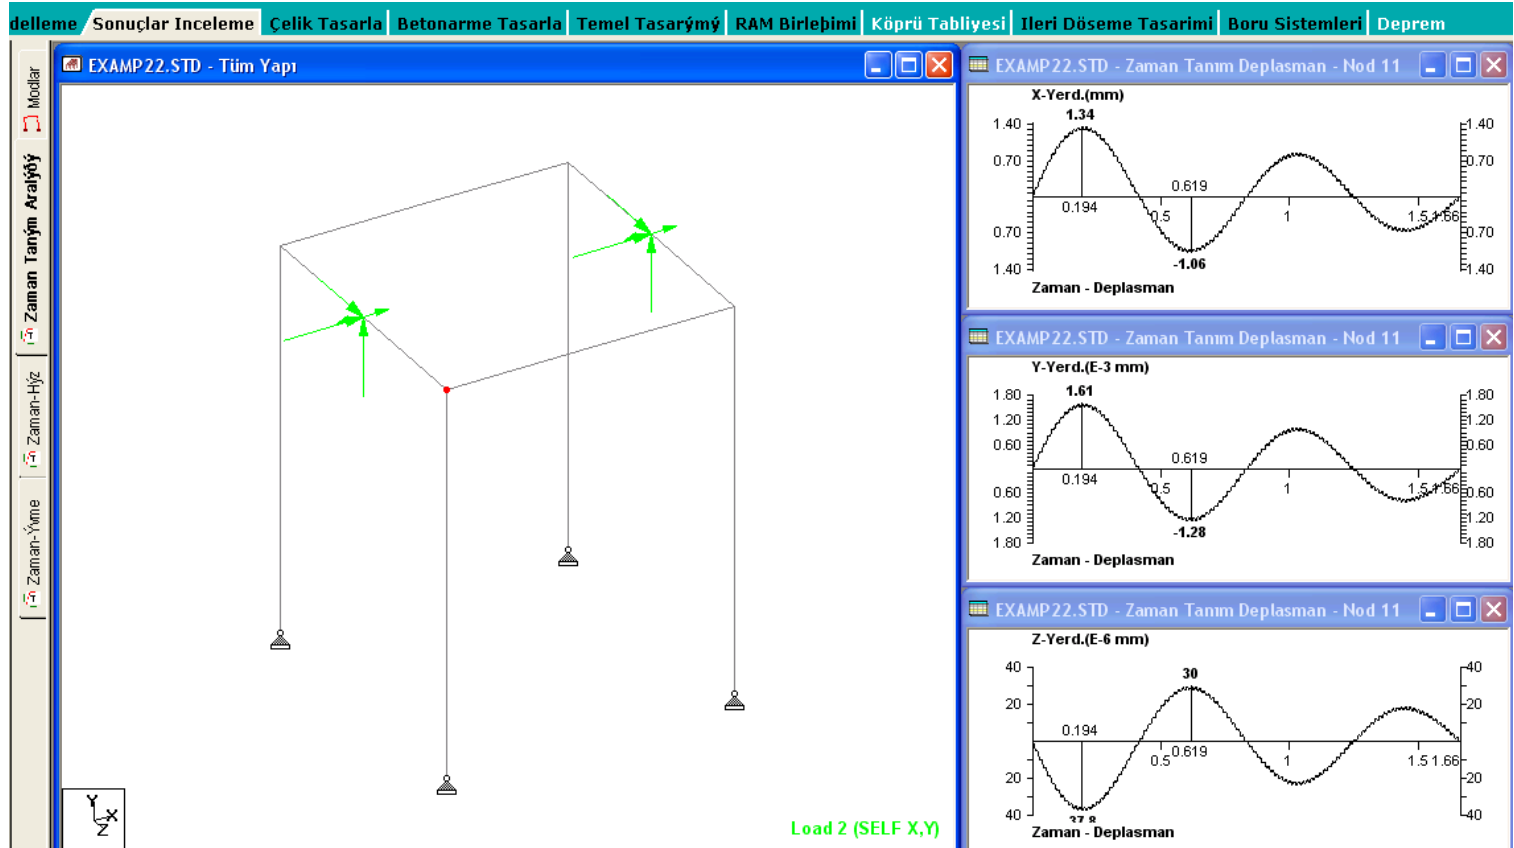 delleme Sonuçlar Inceleme Çelik Tasarla Betonarme Tasarla Temel Tasarýmý RAM Birleþimi Köprü Tabliyesi Ileri Döseme Tasarimi Boru Sistemleri Deprem
Modlar
Zaman Taným Aralýðý
Zaman-Hýz
Zaman-Ývme
EXAMP22.STD - Tüm Yapı
Y
X
Z
Load 2 (SELF X,Y)
EXAMP22.STD - Zaman Tanım Deplasman - Nod 11
X-Yerd.(mm)
1.34
1.40 1.40
0.70 0.70
0.619
0.194 0.5 1 1.5 1.66
0.70 0.70
-1.06
1.40 1.40
Zaman - Deplasman
EXAMP22.STD - Zaman Tanım Deplasman - Nod 11
Y-Yerd.(E-3 mm)
1.61
1.80 1.80
1.20 1.20
0.60 0.60
0.619
0.194 0.5 1 1.5 1.66
0.60 0.60
1.20 1.20
-1.28
1.80 1.80
Zaman - Deplasman
EXAMP22.STD - Zaman Tanım Deplasman - Nod 11
Z-Yerd.(E-6 mm)
40 40
30
20 20
0.194
0.5 0.619 1 1.5 1.66
20 20
40 40
37.8
Zaman - Deplasman